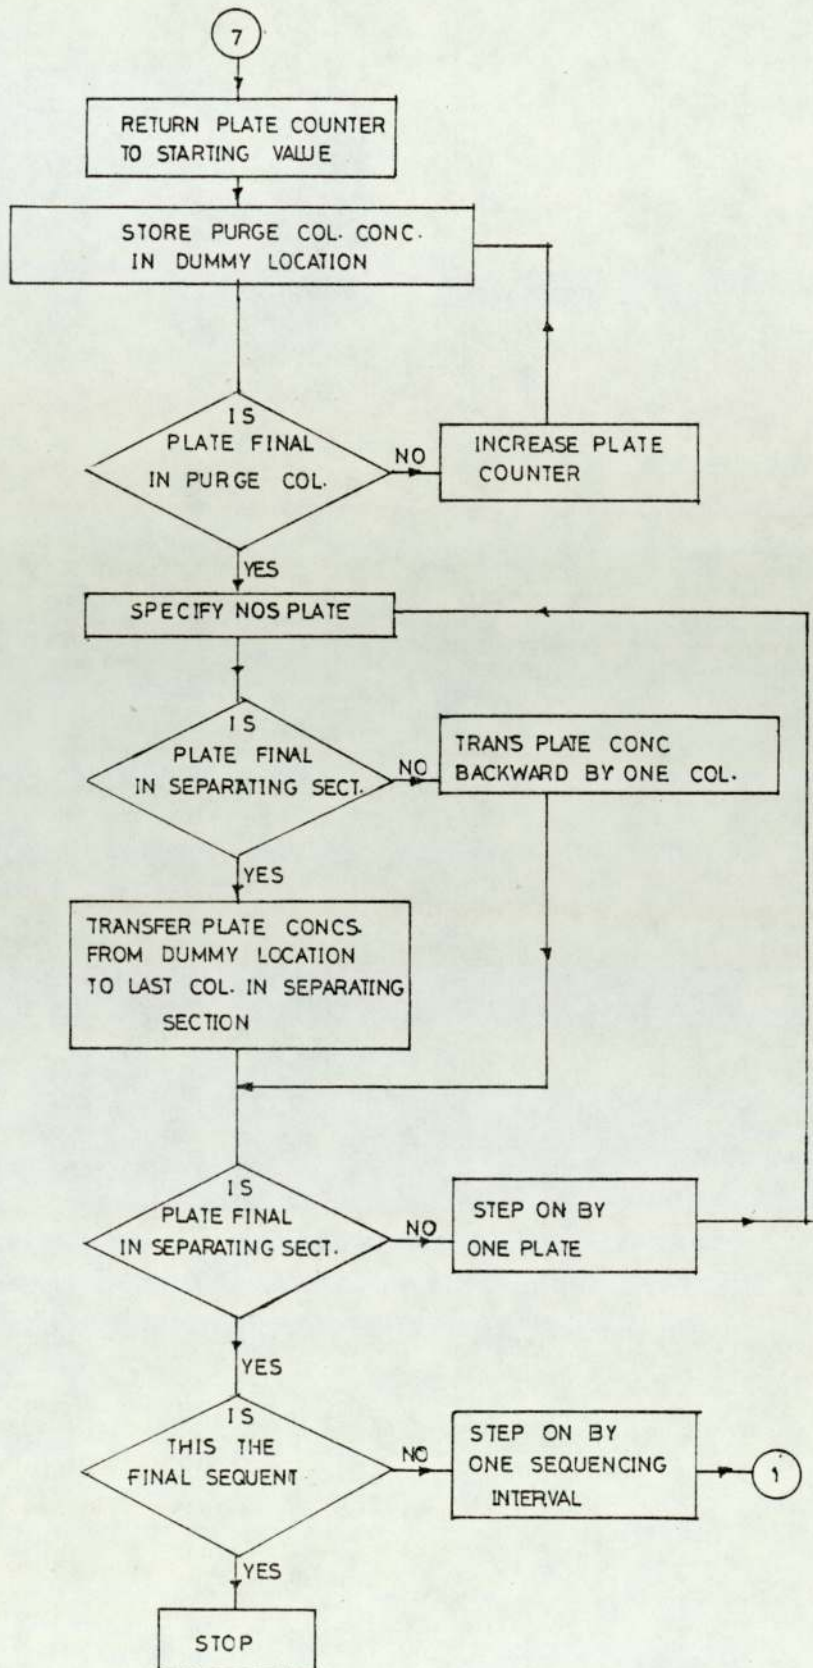 7
RETURN PLATE COUNTER
TO STARTING VALUE
STORE PURGE COL. CONC.
IN DUMMY LOCATION
IS
PLATE FINAL
IN PURGE COL.
NO
INCREASE PLATE
COUNTER
YES
SPECIFY NOS PLATE
IS
PLATE FINAL
IN SEPARATING SECT.
NO
TRANS PLATE CONC
BACKWARD BY ONE COL.
YES
TRANSFER PLATE CONCS.
FROM DUMMY LOCATION
TO LAST COL. IN SEPARATING
SECTION
IS
PLATE FINAL
IN SEPARATING SECT.
NO
STEP ON BY
ONE PLATE
YES
IS
THIS THE
FINAL SEQUENT
NO
STEP ON BY
ONE SEQUENCING
INTERVAL
1
YES
STOP